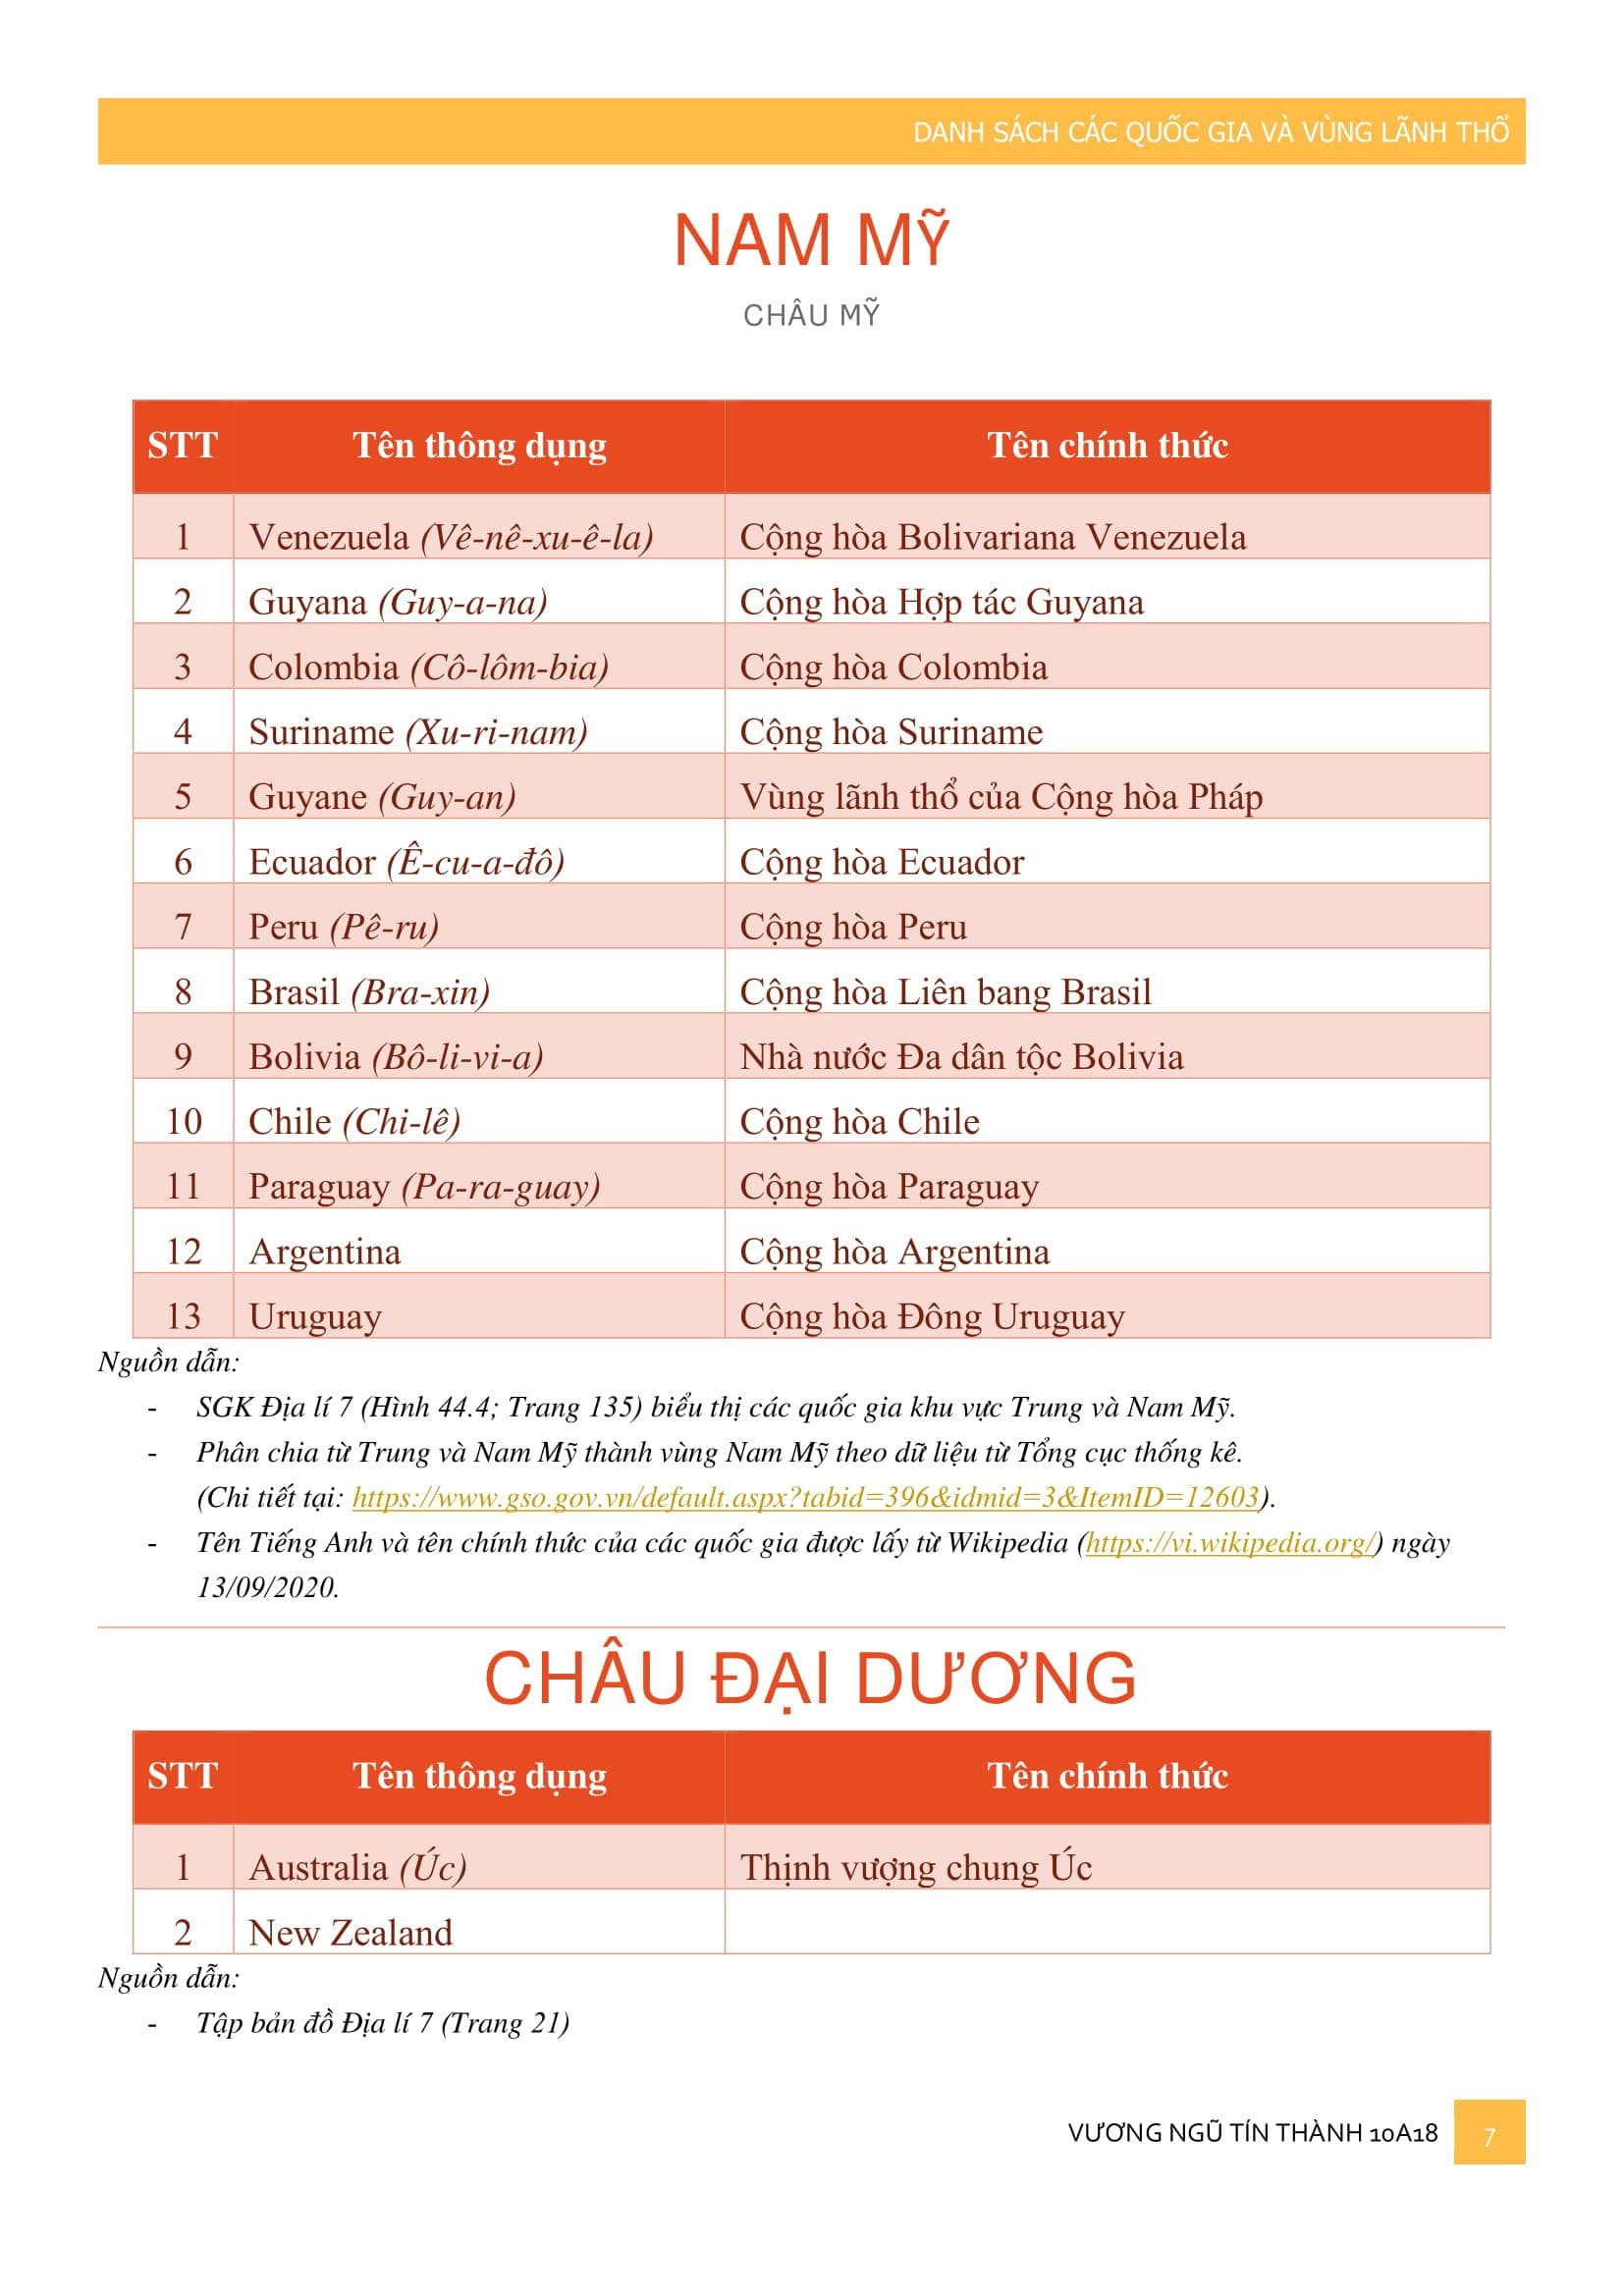 DANH SÁCH CÁC QUỐC GIA VÀ VÙNG LÃNH THỔ
NAM MỸ
CHÂU MỸ
STT Tên thông dụng Tên chính thức
1 Venezuela (Vê-nê-xu-ê-la) Cộng hòa Bolivariana Venezuela
2 Guyana (Guy-a-na) Cộng hòa Hợp tác Guyana
3 Colombia (Cô-lôm-bia) Cộng hòa Colombia
4 Suriname (Xu-ri-nam) Cộng hòa Suriname
5 Guyane (Guy-an) Vùng lãnh thổ của Cộng hòa Pháp
6 Ecuador (Ê-cu-a-đô) Cộng hòa Ecuador
7 Peru (Pê-ru) Cộng hòa Peru
8 Brasil (Bra-xin) Cộng hòa Liên bang Brasil
9 Bolivia (Bô-li-vi-a) Nhà nước Đa dân tộc Bolivia
10 Chile (Chi-lê) Cộng hòa Chile
11 Paraguay (Pa-ra-guay) Cộng hòa Paraguay
12 Argentina Cộng hòa Argentina
13 Uruguay Cộng hòa Đông Uruguay
Nguồn dẫn:
- SGK Địa lí 7 (Hình 44.4; Trang 135) biểu thị các quốc gia khu vực Trung và Nam Mỹ.
- Phân chia từ Trung và Nam Mỹ thành vùng Nam Mỹ theo dữ liệu từ Tổng cục thống kê.
(Chi tiết tại: https://www.gso.gov.vn/default.aspx?tabid=396&idmid=3&ItemID=12603).
- Tên Tiếng Anh và tên chính thức của các quốc gia được lấy từ Wikipedia (https://vi.wikipedia.org/) ngày
13/09/2020.
CHÂU ĐẠI DƯƠNG
STT Tên thông dụng Tên chính thức
1 Australia (Úc) Thịnh vượng chung Úc
2 New Zealand
Nguồn dẫn:
- Tập bản đồ Địa lí 7 (Trang 21)
VƯƠNG NGŨ TÍN THÀNH 10A18 7